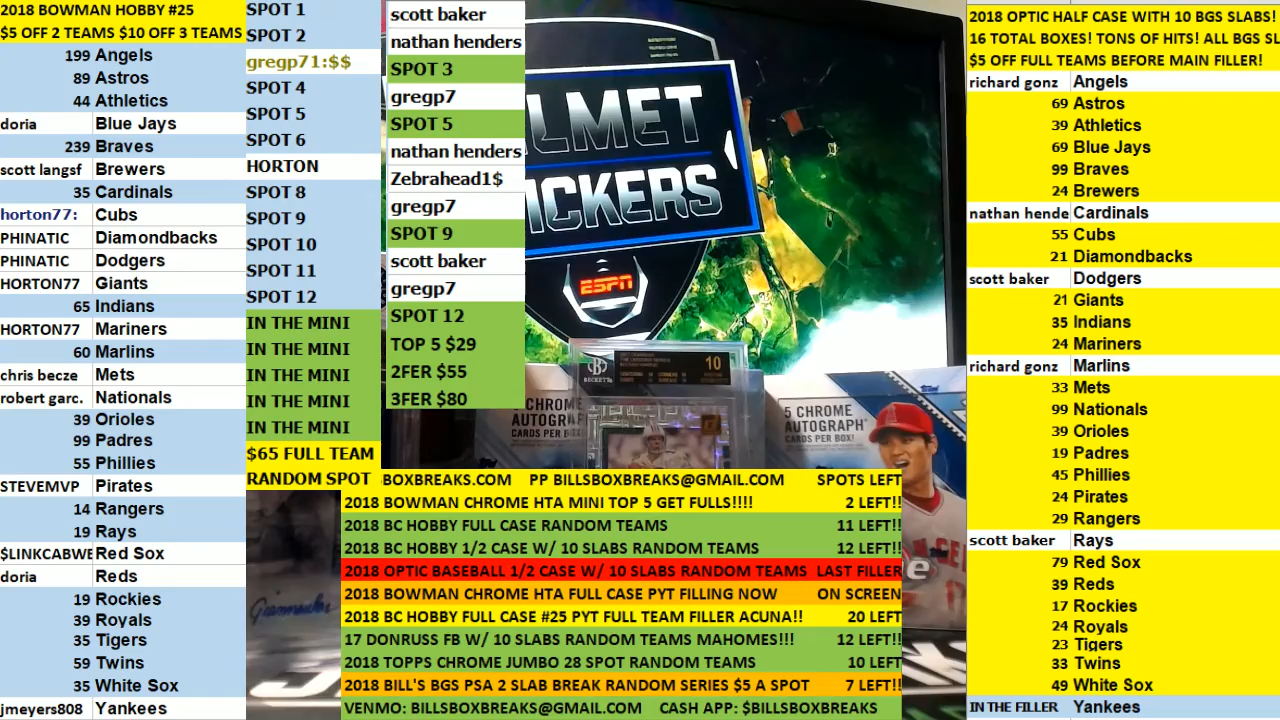 2018 BOWMAN HOBBY #25
$5 OFF 2 TEAMS $10 OFF 3 TEAMS
199 Angels
89 Astros
44 Athletics
doria Blue Jays
239 Braves
scott langsf Brewers
35 Cardinals
horton77: Cubs
PHINATIC Diamondbacks
PHINATIC Dodgers
HORTON77 Giants
65 Indians
HORTON77 Mariners
60 Marlins
chris becze Mets
robert garc. Nationals
39 Orioles
99 Padres
55 Phillies
STEVEMVP Pirates
14 Rangers
19 Rays
$LINKCABWE Red Sox
doria Reds
19 Rockies
39 Royals
35 Tigers
59 Twins
35 White Sox
jmeyers808 Yankees
SPOT 1
SPOT 2
gregp71:$$
SPOT 4
SPOT 5
SPOT 6
HORTON
SPOT 8
SPOT 9
SPOT 10
SPOT 11
SPOT 12
IN THE MINI
IN THE MINI
IN THE MINI
IN THE MINI
IN THE MINI
$65 FULL TEAM
RANDOM SPOT
scott baker
nathan henders
SPOT 3
gregp7
SPOT 5
nathan henders
Zebrahead1$
gregp7
SPOT 9
scott baker
gregp7
SPOT 12
TOP 5 $29
2FER $55
3FER $80
LMET
ICKERS
ESPN
BECKETT
10
5 CHROME
AUTOGRAPH
CARDS PER BOX!
5 CHROME
AUTOGRAPH
CARDS PER BOX!
Topps
BOXBREAKS.COM PP BILLSBOXBREAKS@GMAIL.COM SPOTS LEFT
2018 BOWMAN CHROME HTA MINI TOP 5 GET FULLS!!!! 2 LEFT!!
2018 BC HOBBY FULL CASE RANDOM TEAMS 11 LEFT!!
2018 BC HOBBY 1/2 CASE W/ 10 SLABS RANDOM TEAMS 12 LEFT!!
2018 OPTIC BASEBALL 1/2 CASE W/ 10 SLABS RANDOM TEAMS LAST FILLER
2018 BOWMAN CHROME HTA FULL CASE PYT FILLING NOW ON SCREEN
2018 BC HOBBY FULL CASE #25 PYT FULL TEAM FILLER ACUNA!! 20 LEFT!!
17 DONRUSS FB W/ 10 SLABS RANDOM TEAMS MAHOMES!!! 12 LEFT!!
2018 TOPPS CHROME JUMBO 28 SPOT RANDOM TEAMS 10 LEFT
2018 BILL'S BGS PSA 2 SLAB BREAK RANDOM SERIES $5 A SPOT 7 LEFT!!
VENMO: BILLSBOXBREAKS@GMAIL.COM CASH APP: $BILLSBOXBREAKS
2018 OPTIC HALF CASE WITH 10 BGS SLABS!
16 TOTAL BOXES! TONS OF HITS! ALL BGS SL
$5 OFF FULL TEAMS BEFORE MAIN FILLER!
richard gonz Angels
69 Astros
39 Athletics
69 Blue Jays
99 Braves
24 Brewers
nathan hende Cardinals
55 Cubs
21 Diamondbacks
scott baker Dodgers
21 Giants
35 Indians
24 Mariners
richard gonz Marlins
33 Mets
99 Nationals
39 Orioles
19 Padres
45 Phillies
24 Pirates
29 Rangers
scott baker Rays
79 Red Sox
39 Reds
17 Rockies
24 Royals
23 Tigers
33 Twins
49 White Sox
IN THE FILLER Yankees